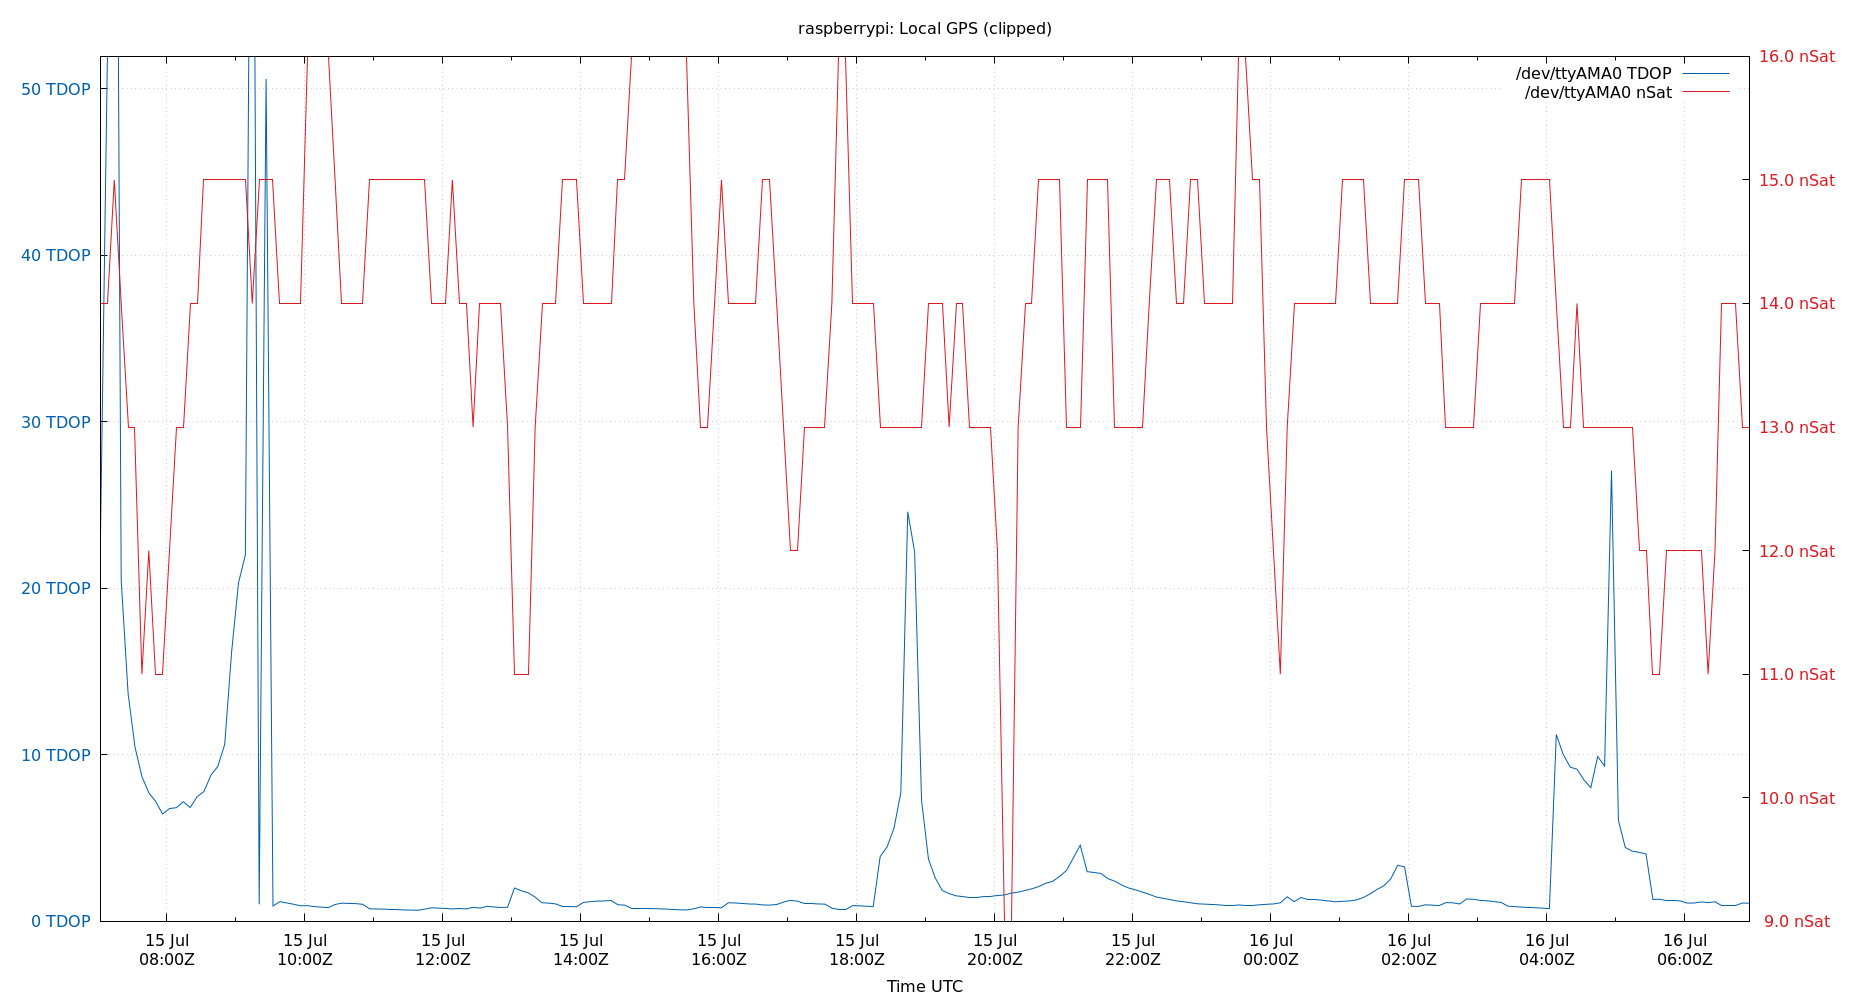 raspberrypi: Local GPS (clipped)
/dev/ttyAMA0 TDOP
/dev/ttyAMA0 nSat
50 TDOP
40 TDOP
30 TDOP
20 TDOP
10 TDOP
0 TDOP
16.0 nSat
15.0 nSat
14.0 nSat
13.0 nSat
12.0 nSat
11.0 nSat
10.0 nSat
9.0 nSat
15 Jul
08:00Z
15 Jul
10:00Z
15 Jul
12:00Z
15 Jul
14:00Z
15 Jul
16:00Z
15 Jul
18:00Z
15 Jul
20:00Z
15 Jul
22:00Z
16 Jul
00:00Z
16 Jul
02:00Z
16 Jul
04:00Z
16 Jul
06:00Z
Time UTC